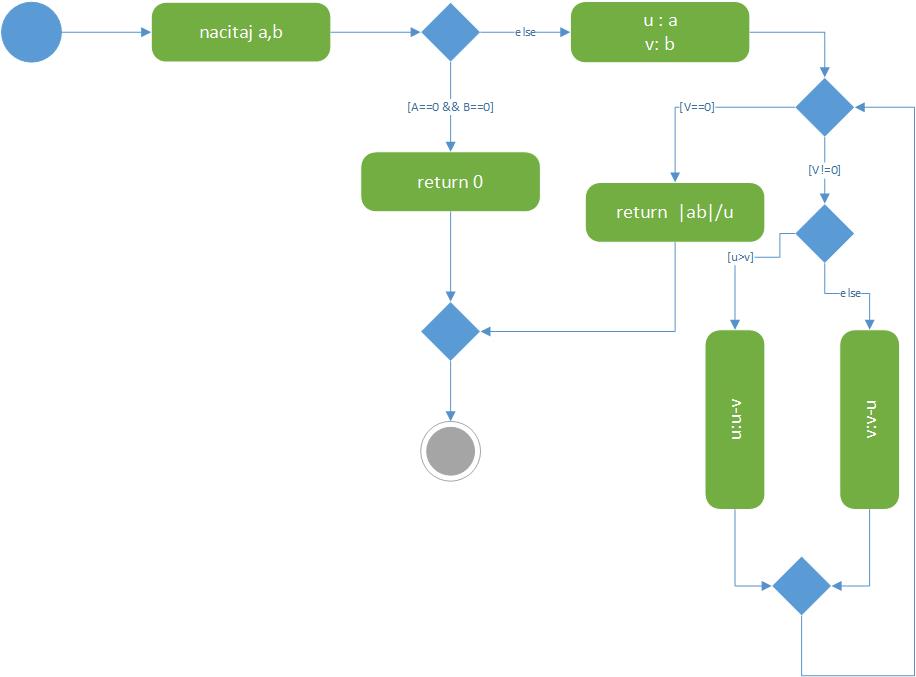 nacitaj a,b
else
u : a
v: b
[A==0 && B==0]
[V==0]
[V!=0]
return 0
return |ab|/u
[u>v]
else
u:u-v
v:v-u